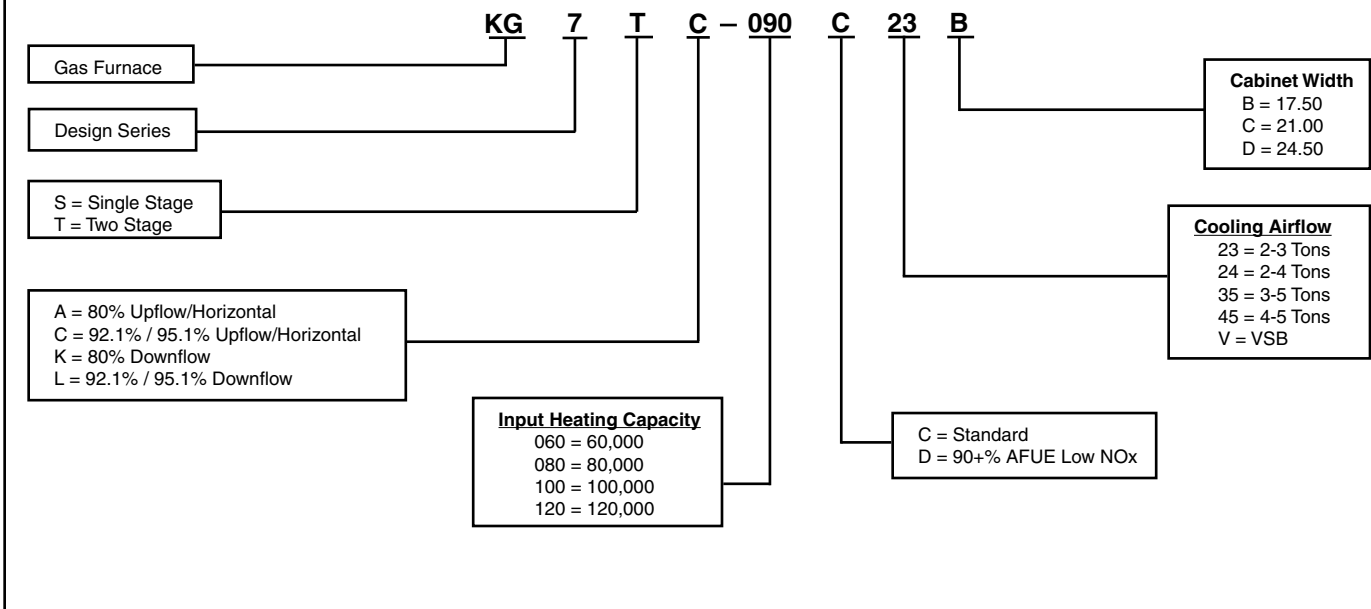 KG 7 T C – 090 C 23 B
Gas Furnace
Design Series
S = Single Stage
T = Two Stage
A = 80% Upflow/Horizontal
C = 92.1% / 95.1% Upflow/Horizontal
K = 80% Downflow
L = 92.1% / 95.1% Downflow
Input Heating Capacity
060 = 60,000
080 = 80,000
100 = 100,000
120 = 120,000
C = Standard
D = 90+% AFUE Low NOx
Cooling Airflow
23 = 2-3 Tons
24 = 2-4 Tons
35 = 3-5 Tons
45 = 4-5 Tons
V = VSB
Cabinet Width
B = 17.50
C = 21.00
D = 24.50